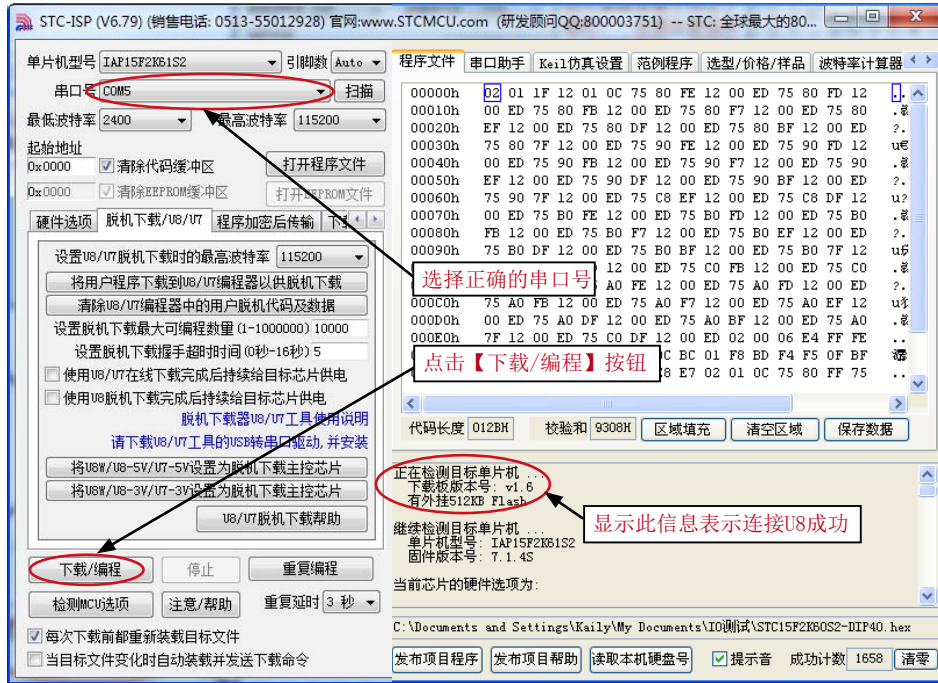 STC-ISP (V6.79) (销售电话: 0513-55012928) 官网:www.STCMCU.com (研发顾问QQ:800003751) -- STC: 全球最大的80...
单片机型号 IAP15F2K61S2 引脚数 Auto
串口号 COM5 扫描
最低波特率 2400 最高波特率 115200
起始地址
0x0000 清除代码缓冲区 打开程序文件
0x0000 清除EEPROM缓冲区 打开EEPROM文件
硬件选项 脱机下载/U8/U7 程序加密后传输
设置U8/U7脱机下载时的最高波特率 115200
将用户程序下载到U8/U7编程器以供脱机下载
清除U8/U7编程器中的用户脱机代码及数据
设置脱机下载最大可编程数量(1-1000000) 10000
设置脱机下载握手超时时间(0秒-16秒) 5
使用U8/U7在线下载完成后持续给目标芯片供电
使用U8脱机下载完成后持续给目标芯片供电
脱机下载器U8/U7工具使用说明
请下载U8/U7工具的USB转串口驱动,并安装
将U8W/U8-5V/U7-5V设置为脱机下载主控芯片
将U8W/U8-3V/U7-3V设置为脱机下载主控芯片
U8/U7脱机下载帮助
下载/编程 停止 重复编程
检测MCU选项 注意/帮助 重复延时 3 秒
每次下载前都重新装载目标文件
当目标文件变化时自动装载并发送下载命令
程序文件 串口助手 Keil仿真设置 范例程序 选型/价格/样品 波特率计算器
00000h 02 01 1F 12 01 0C 75 80 FE 12 00 ED 75 80 FD 12
00010h 00 ED 75 80 FB 12 00 ED 75 80 F7 12 00 ED 75 80
00020h EF 12 00 ED 75 80 DF 12 00 ED 75 80 BF 12 00 ED
00030h 75 80 7F 12 00 ED 75 90 FE 12 00 ED 75 90 FD 12
00040h 00 ED 75 90 FB 12 00 ED 75 90 F7 12 00 ED 75 90
00050h EF 12 00 ED 75 90 DF 12 00 ED 75 90 BF 12 00 ED
00060h 75 90 7F 12 00 ED 75 C8 EF 12 00 ED 75 C8 DF 12
00070h 00 ED 75 B0 FE 12 00 ED 75 B0 FD 12 00 ED 75 B0
00080h FB 12 00 ED 75 B0 F7 12 00 ED 75 B0 EF 12 00 ED
00090h 75 B0 DF 12 00 ED 75 B0 BF 12 00 ED 75 B0 7F 12
12 00 ED 75 C0 FB 12 00 ED 75 C0
选择正确的串口号
A0 FE 12 00 ED 75 A0 FD 12 00 ED
000C0h 75 A0 FB 12 00 ED 75 A0 F7 12 00 ED 75 A0 EF 12
000D0h 00 ED 75 A0 DF 12 00 ED 75 A0 BF 12 00 ED 75 A0
000E0h 7F 12 00 ED 75 C0 DF 12 00 ED 02 00 06 E4 FF FE
BC 01 F8 BD F4 F5 0F BF
点击【下载/编程】按钮
E7 02 01 0C 75 80 FF 75
代码长度 012BH 校验和 9308H 区域填充 清空区域 保存数据
正在检测目标单片机 ...
下载板版本号: v1.6
有外挂512KB Flash
显示此信息表示连接U8成功
继续检测目标单片机 ...
单片机型号: IAP15F2K61S2
固件版本号: 7.1.4S
当前芯片的硬件选项为:
C:\Documents and Settings\Kaily\My Documents\IO测试\STC15F2K60S2-DIP40.hex
发布项目程序 发布项目帮助 读取本机硬盘号 提示音 成功计数 1658 清零